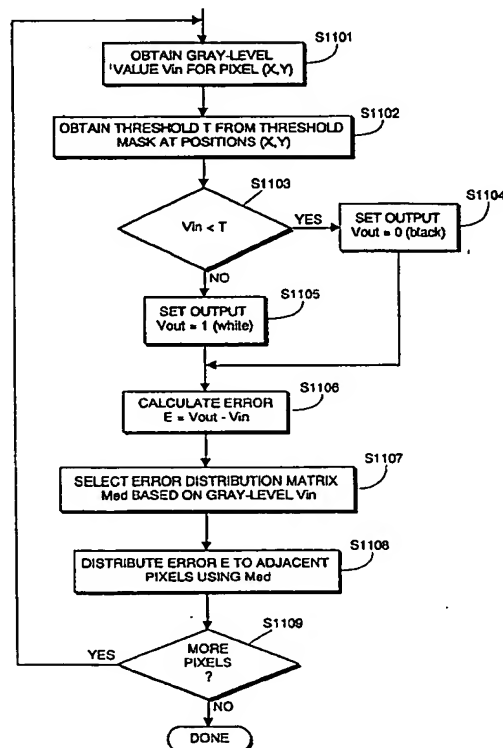 S1101
OBTAIN GRAY-LEVEL
'VALUE Vin FOR PIXEL (X,Y)
S1102
OBTAIN THRESHOLD T FROM THRESHOLD
MASK AT POSITIONS (X,Y)
S1103
Vin < T
YES
S1104
SET OUTPUT
Vout = 0 (black)
NO
S1105
SET OUTPUT
Vout = 1 (white)
S1106
CALCULATE ERROR
E = Vout - Vin
S1107
SELECT ERROR DISTRIBUTION MATRIX
Med BASED ON GRAY-LEVEL Vin
S1108
DISTRIBUTE ERROR E TO ADJACENT
PIXELS USING Med
S1109
YES
MORE
PIXELS
?
NO
DONE